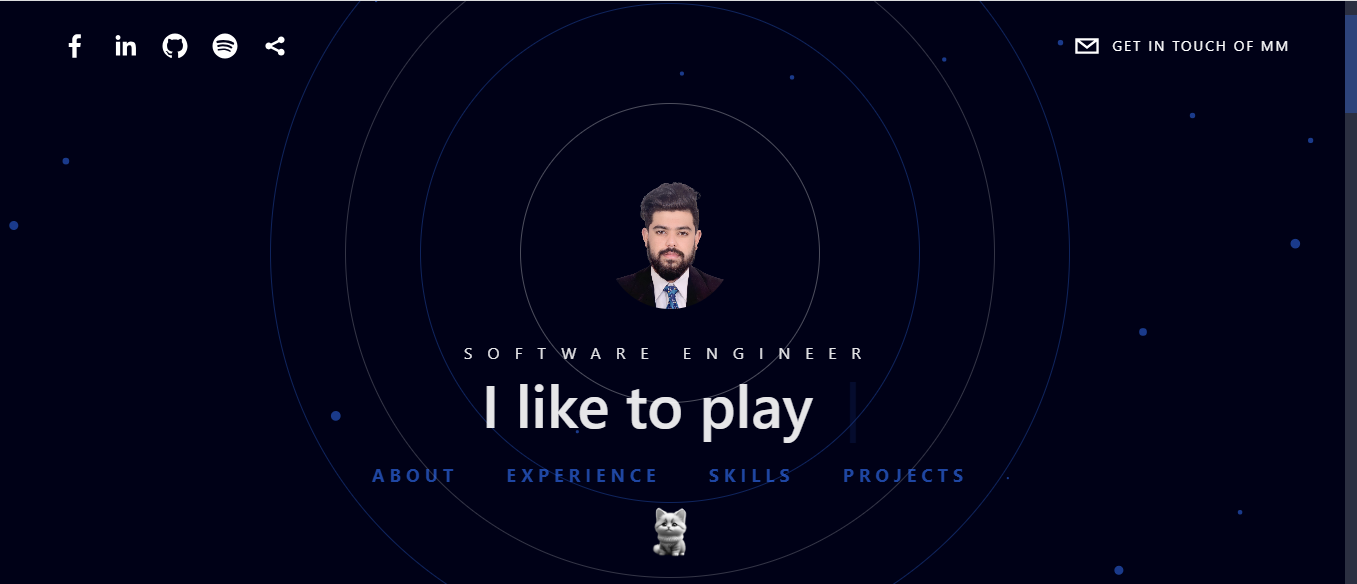 GET IN TOUCH OF MM
SOFTWARE ENGINEER
I like to play
ABOUT EXPERIENCE SKILLS PROJECTS